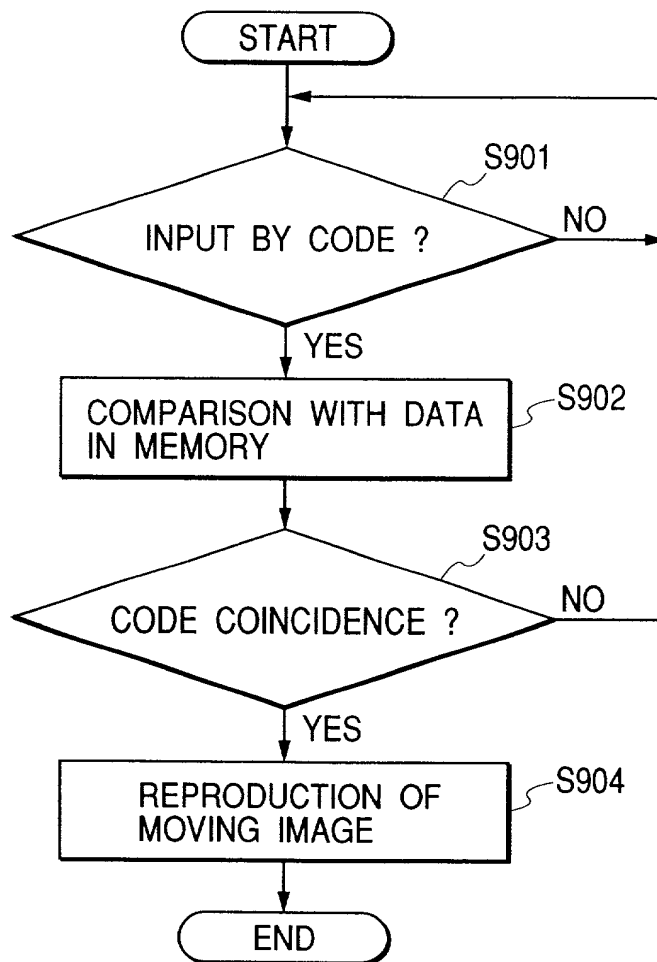 START
S901
INPUT BY CODE ?
NO
YES
COMPARISON WITH DATA
IN MEMORY
S902
S903
CODE COINCIDENCE ?
NO
YES
REPRODUCTION OF
MOVING IMAGE
S904
END